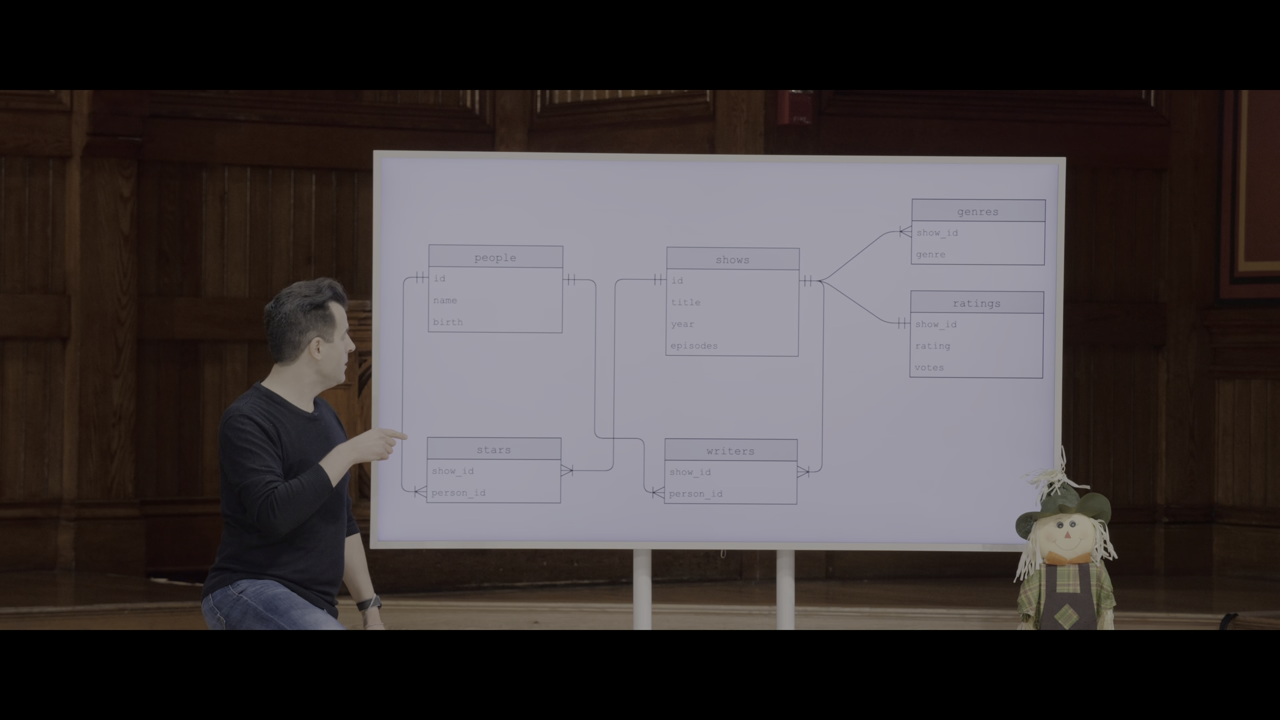 people
id
name
birth
shows
id
title
year
episodes
genres
show_id
genre
ratings
show_id
rating
votes
stars
show_id
person_id
writers
show_id
person_id